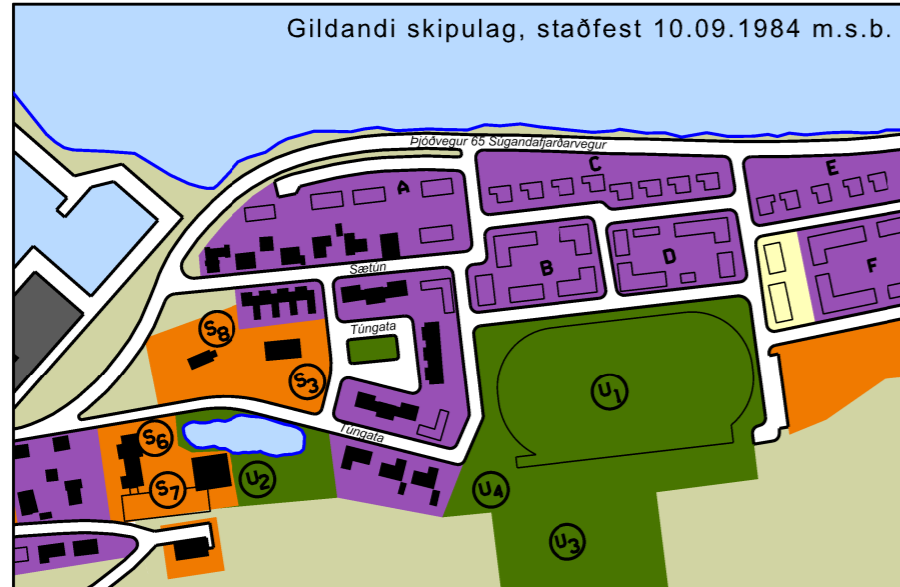 Gildandi skipulag, staðfest 10.09.1984 m.s.b.
Þjóðvegur 65 Súgandafjarðarvegur
C
E
A
B
D
F
Sætún
Túngata
S8
S3
U1
Túngata
S6
S7
U2
U4
U3